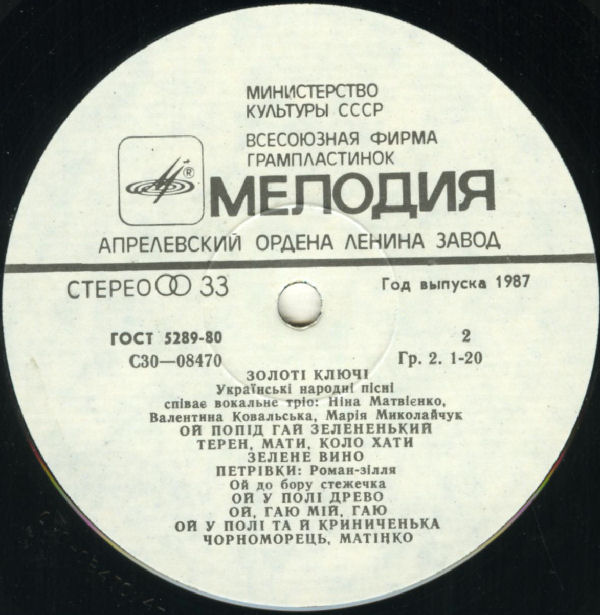 МИНИСТЕРСТВО
КУЛЬТУРЫ СССР
ВСЕСОЮЗНАЯ ФИРМА
ГРАМПЛАСТИНОК
®
МЕЛОДИЯ
АПРЕЛЕВСКИЙ ОРДЕНА ЛЕНИНА ЗАВОД
СТЕРЕО 33
Год выпуска 1987
ГОСТ 5289-80
2
С30—08470
Гр. 2. 1-20
ЗОЛОТІ КЛЮЧІ
Українські народні пісні
співає вокальне тріо: Ніна Матвієнко,
Валентина Ковальська, Марія Миколайчук
ОЙ ПОПІД ГАЙ ЗЕЛЕНЕНЬКИЙ
ТЕРЕН, МАТИ, КОЛО ХАТИ
ЗЕЛЕНЕ ВИНО
ПЕТРІВКИ: Роман-зілля
Ой до бору стежечка
ОЙ У ПОЛІ ДРЕВО
ОЙ, ГАЮ МІЙ, ГАЮ
ОЙ У ПОЛІ ТА Й КРИНИЧЕНЬКА
ЧОРНОМОРЕЦЬ, МАТІНКО